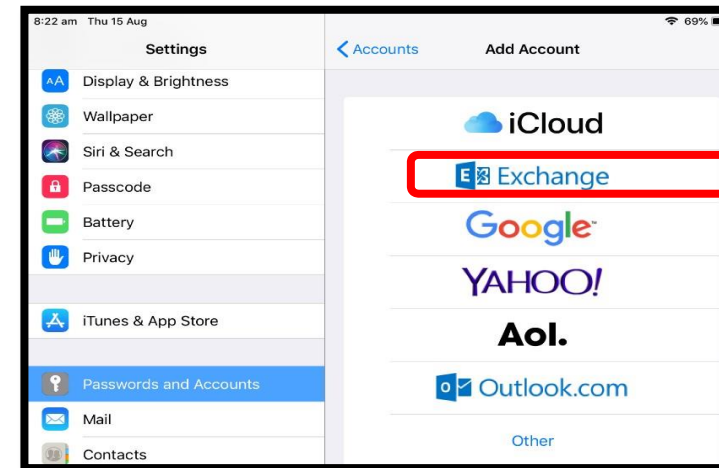 8:22 am Thu 15 Aug
69%
Settings
Display & Brightness
Wallpaper
Siri & Search
Passcode
Battery
Privacy
iTunes & App Store
Passwords and Accounts
Mail
Contacts
Accounts
Add Account
iCloud
Exchange
Google
YAHOO!
Aol.
Outlook.com
Other